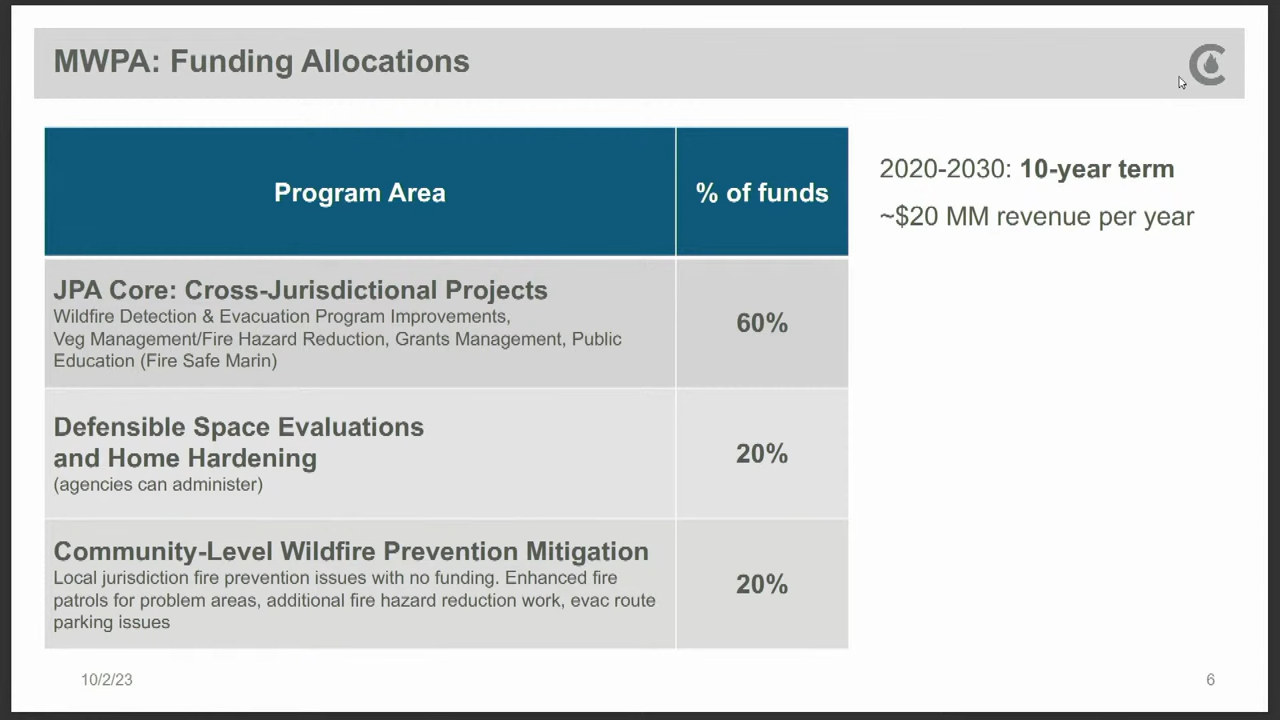 MWPA: Funding Allocations
Program Area
% of funds
2020-2030: 10-year term
~$20 MM revenue per year
JPA Core: Cross-Jurisdictional Projects
Wildfire Detection & Evacuation Program Improvements,
Veg Management/Fire Hazard Reduction, Grants Management, Public
Education (Fire Safe Marin)
60%
Defensible Space Evaluations
and Home Hardening
(agencies can administer)
20%
Community-Level Wildfire Prevention Mitigation
Local jurisdiction fire prevention issues with no funding. Enhanced fire
patrols for problem areas, additional fire hazard reduction work, evac route
parking issues
20%
10/2/23
6